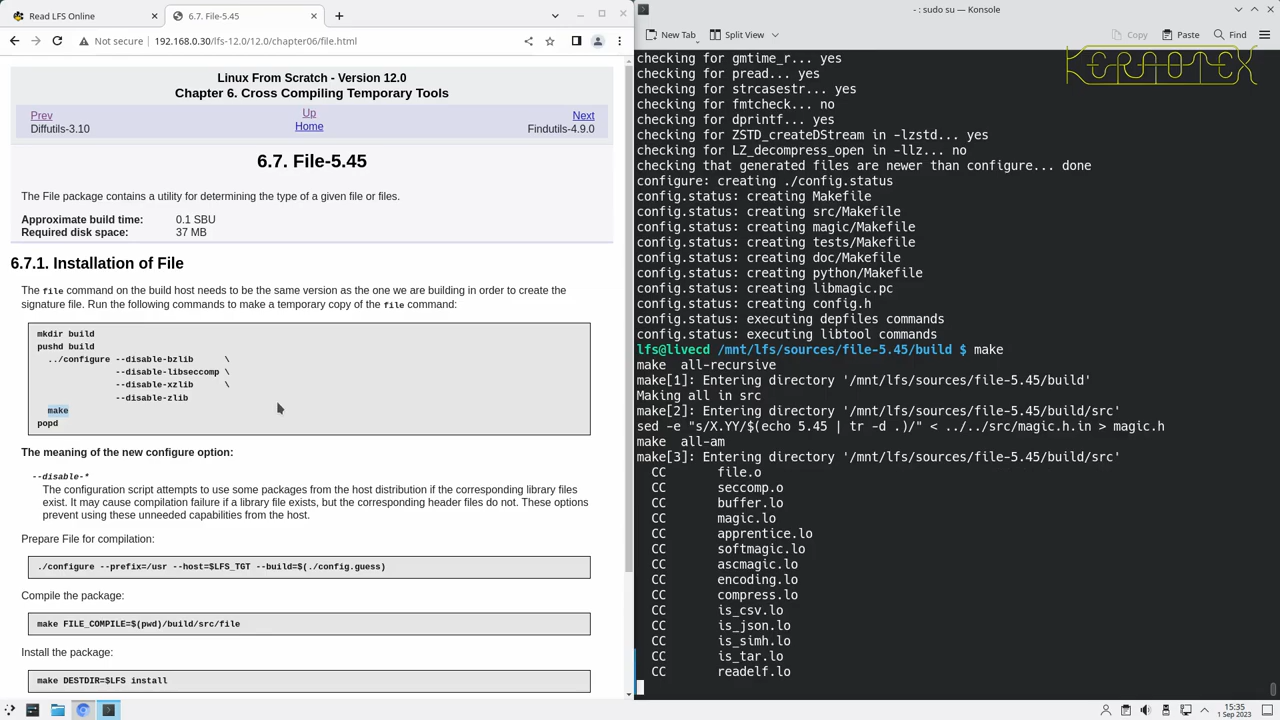 Read LFS Online
6.7. File-5.45
Not secure
192.168.0.30/lfs-12.0/12.0/chapter06/file.html
Linux From Scratch - Version 12.0
Chapter 6. Cross Compiling Temporary Tools
Prev
Up
Next
Diffutils-3.10
Home
Findutils-4.9.0
6.7. File-5.45
The File package contains a utility for determining the type of a given file or files.
Approximate build time: 0.1 SBU
Required disk space: 37 MB
6.7.1. Installation of File
The file command on the build host needs to be the same version as the one we are building in order to create the
signature file. Run the following commands to make a temporary copy of the file command:
mkdir build
pushd build
../configure --disable-bzlib \
--disable-libseccomp \
--disable-xzlib \
--disable-zlib
make
popd
The meaning of the new configure option:
--disable-*
The configuration script attempts to use some packages from the host distribution if the corresponding library files
exist. It may cause compilation failure if a library file exists, but the corresponding header files do not. These options
prevent using these unneeded capabilities from the host.
Prepare File for compilation:
./configure --prefix=/usr --host=$LFS_TGT --build=$(./config.guess)
Compile the package:
make FILE_COMPILE=$(pwd)/build/src/file
Install the package:
make DESTDIR=$LFS install
- : sudo su — Konsole
New Tab
Split View
Copy
Paste
Find
KERNOTEX
checking for gmtime_r... yes
checking for pread... yes
checking for strcasestr... yes
checking for fmtcheck... no
checking for dprintf... yes
checking for ZSTD_createDStream in -lzstd... yes
checking for LZ_decompress_open in -llz... no
checking that generated files are newer than configure... done
configure: creating ./config.status
config.status: creating Makefile
config.status: creating src/Makefile
config.status: creating magic/Makefile
config.status: creating tests/Makefile
config.status: creating doc/Makefile
config.status: creating python/Makefile
config.status: creating libmagic.pc
config.status: creating config.h
config.status: executing depfiles commands
config.status: executing libtool commands
lfs@livecd /mnt/lfs/sources/file-5.45/build $ make
make  all-recursive
make[1]: Entering directory '/mnt/lfs/sources/file-5.45/build'
Making all in src
make[2]: Entering directory '/mnt/lfs/sources/file-5.45/build/src'
sed -e "s/X.YY/$(echo 5.45 | tr -d .)/" < ../../src/magic.h.in > magic.h
make  all-am
make[3]: Entering directory '/mnt/lfs/sources/file-5.45/build/src'
CC file.o
CC seccomp.o
CC buffer.lo
CC magic.lo
CC apprentice.lo
CC softmagic.lo
CC ascmagic.lo
CC encoding.lo
CC compress.lo
CC is_csv.lo
CC is_json.lo
CC is_simh.lo
CC is_tar.lo
CC readelf.lo
15:35
1 Sep 2023